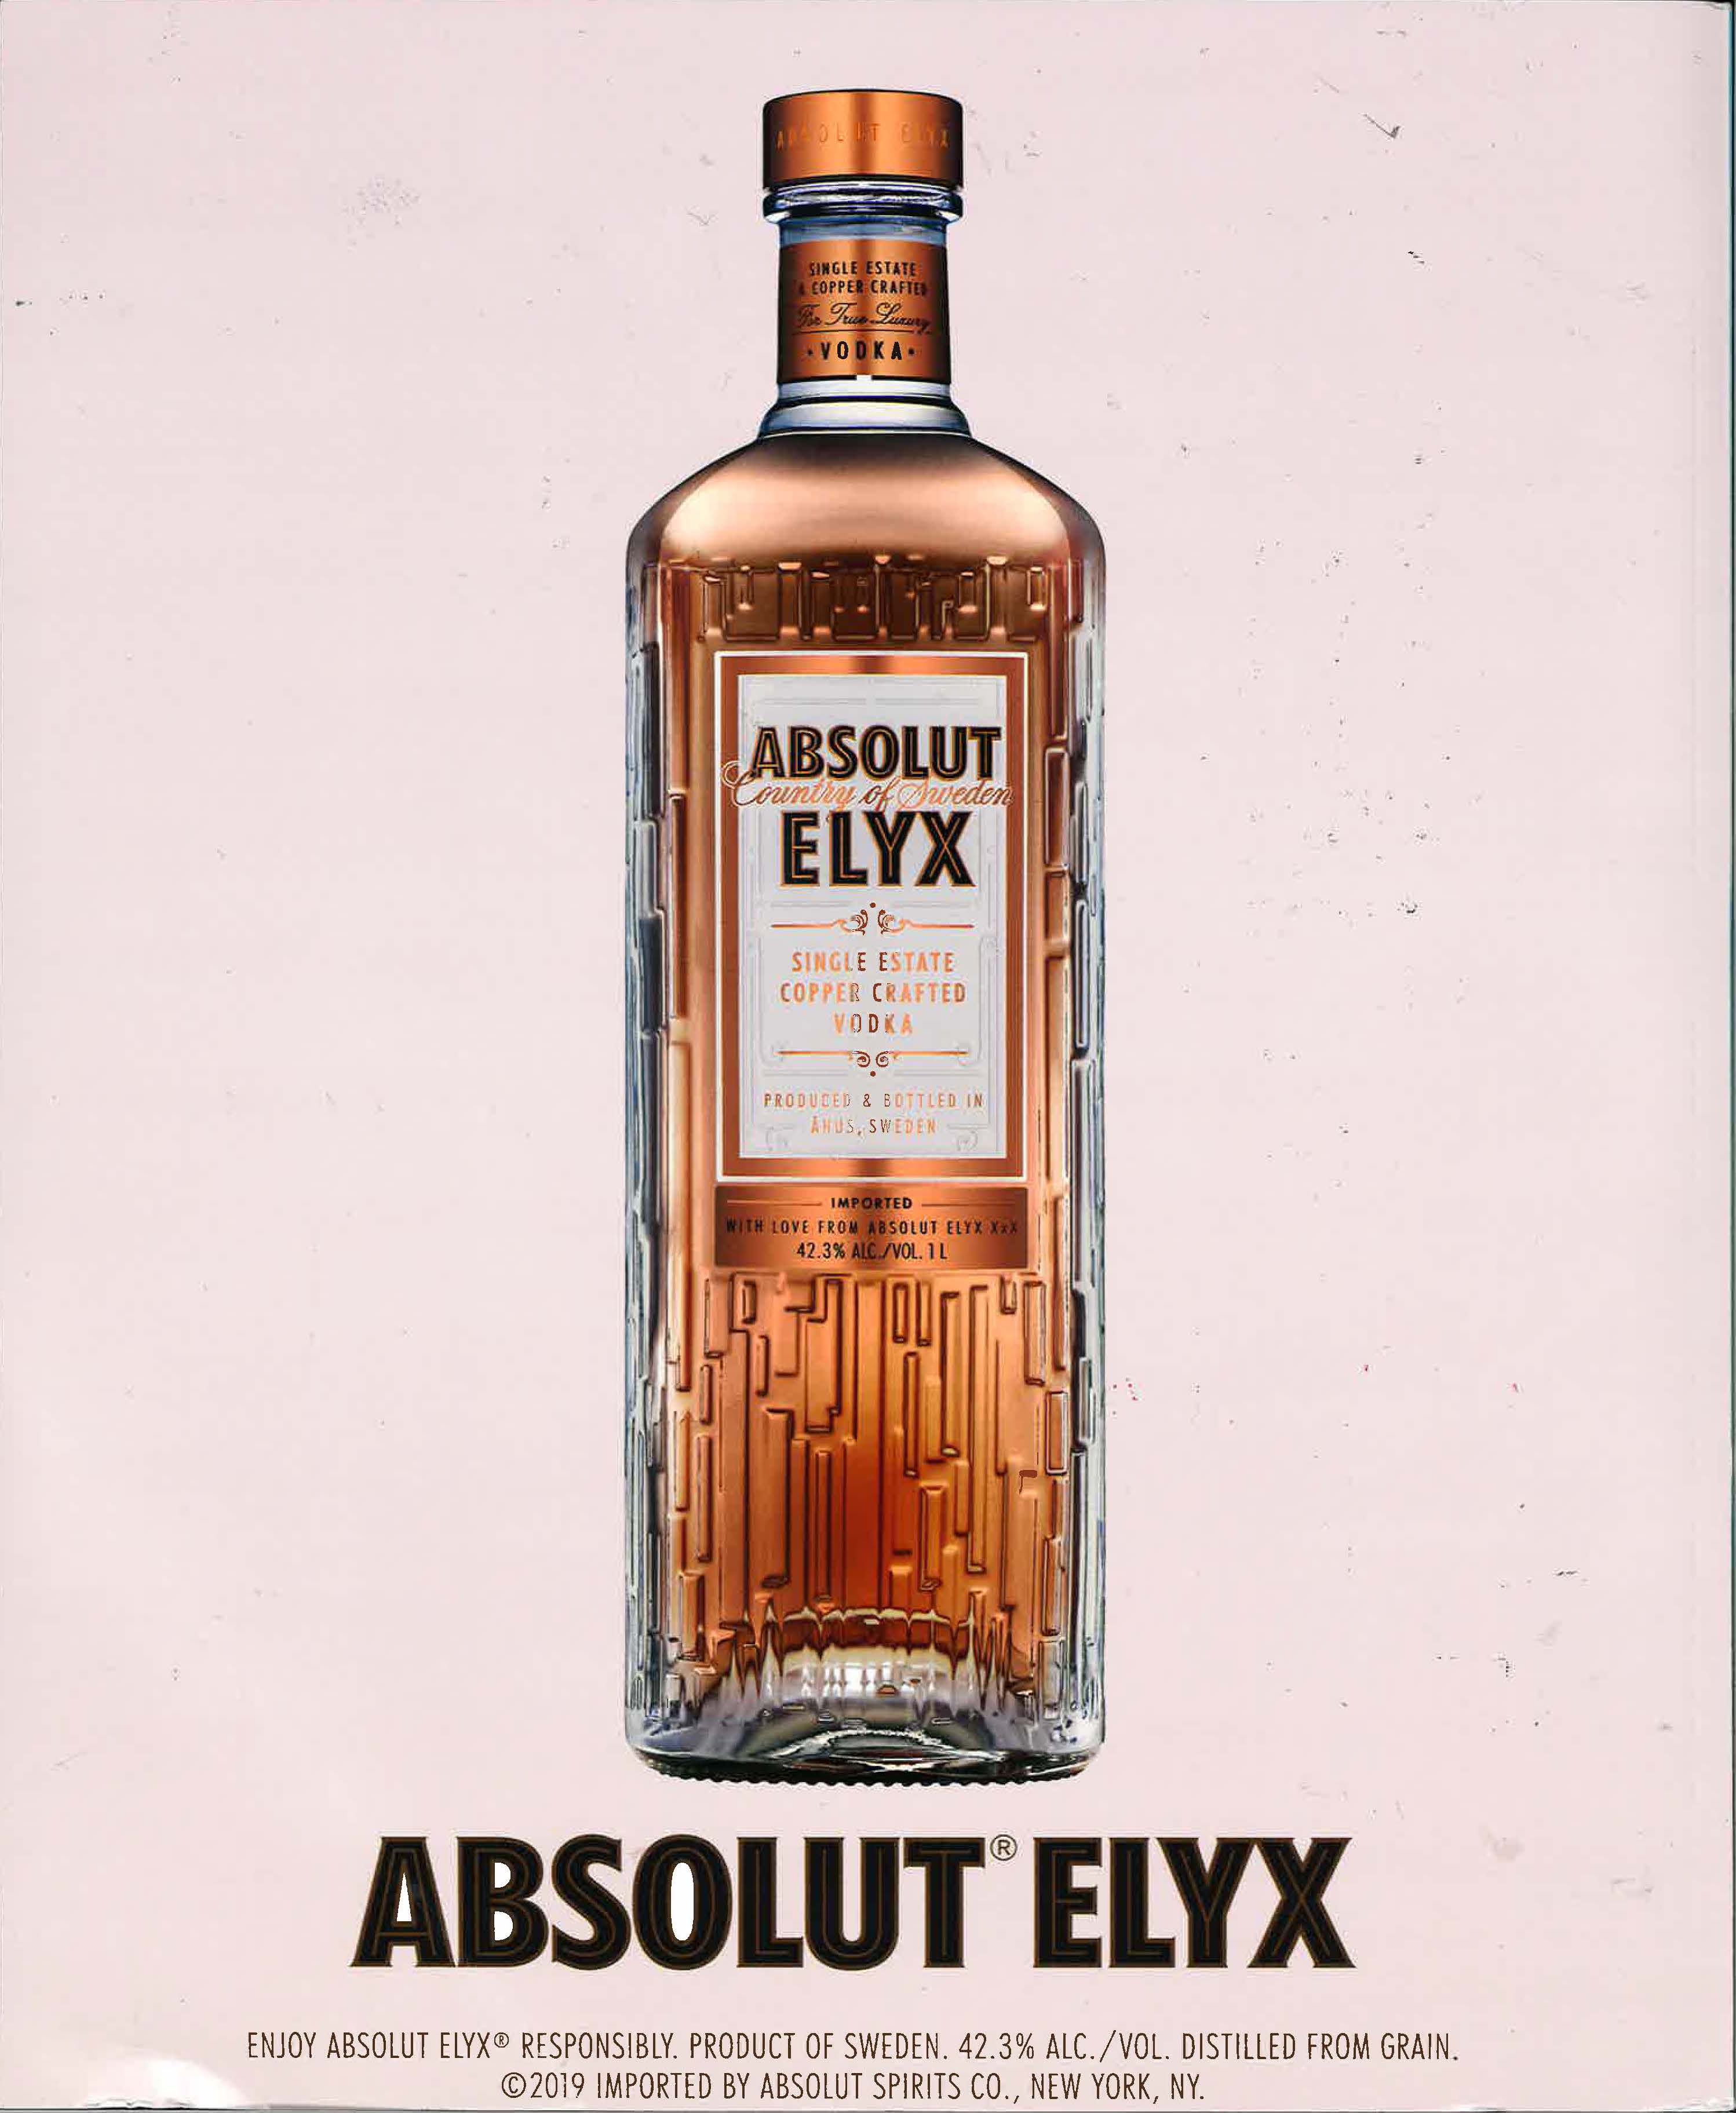 ABSOLUT ELYX
SINGLE ESTATE
& COPPER CRAFTED
For True Luxury
·VODKA·
ABSOLUT
Country of Sweden
ELYX
SINGLE ESTATE
COPPER CRAFTED
VODKA
PRODUCED & BOTTLED IN
ÅHUS, SWEDEN
IMPORTED
WITH LOVE FROM ABSOLUT ELYX XxX
42.3% ALC./VOL. 1 L
ABSOLUT® ELYX
ENJOY ABSOLUT ELYX® RESPONSIBLY. PRODUCT OF SWEDEN. 42.3% ALC./VOL. DISTILLED FROM GRAIN.
©2019 IMPORTED BY ABSOLUT SPIRITS CO., NEW YORK, NY.